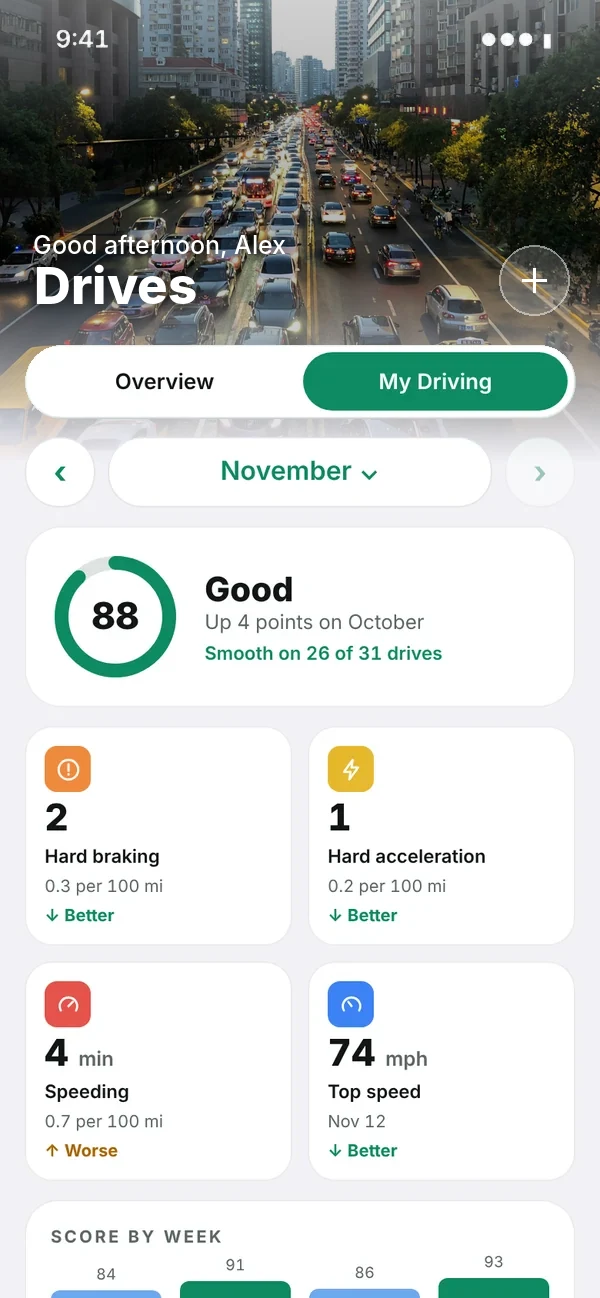 9:41
Good afternoon, Alex
Drives
Overview
My Driving
November
88
Good
Up 4 points on October
Smooth on 26 of 31 drives
2
Hard braking
0.3 per 100 mi
↓ Better
1
Hard acceleration
0.2 per 100 mi
↓ Better
4 min
Speeding
0.7 per 100 mi
↑ Worse
74 mph
Top speed
Nov 12
↓ Better
SCORE BY WEEK
84
91
86
93